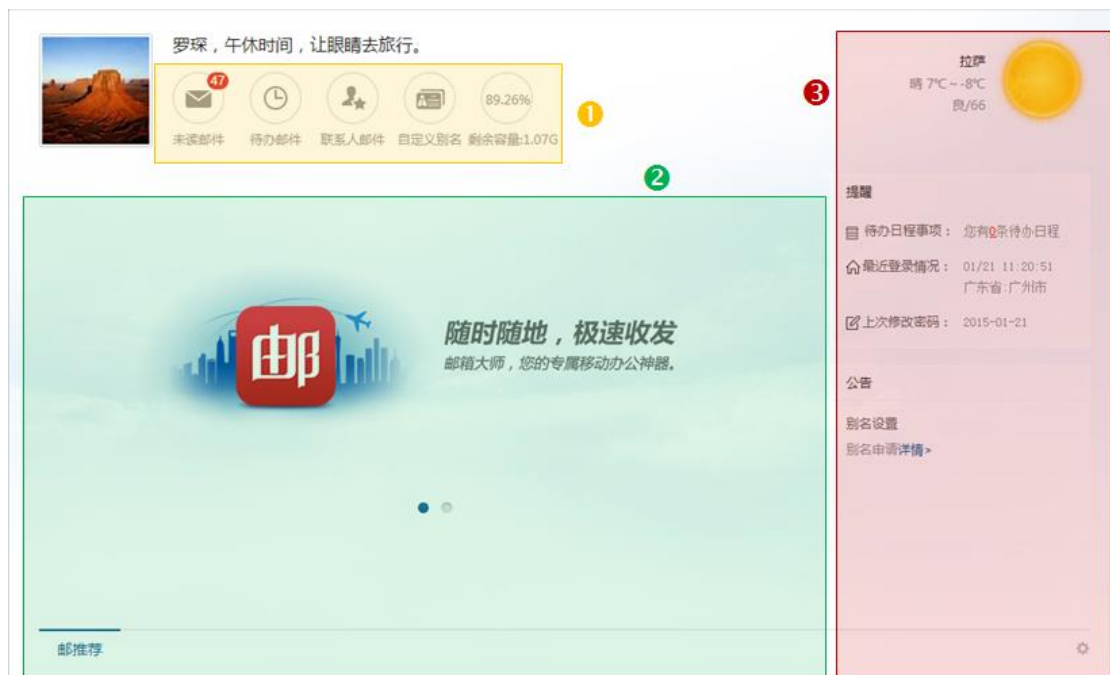 罗琛，午休时间，让眼睛去旅行。
47
89.26%
未读邮件 待办邮件 联系人邮件 自定义别名 剩余容量:1.07G
1
2
邮
随时随地，极速收发
邮箱大师，您的专属移动办公神器。
邮推荐
3
拉萨
晴 7℃~-8℃
良/66
提醒
待办日程事项： 您有0条待办日程
最近登录情况： 01/21 11:20:51
广东省 广州市
上次修改密码： 2015-01-21
公告
别名设置
别名申请详情>